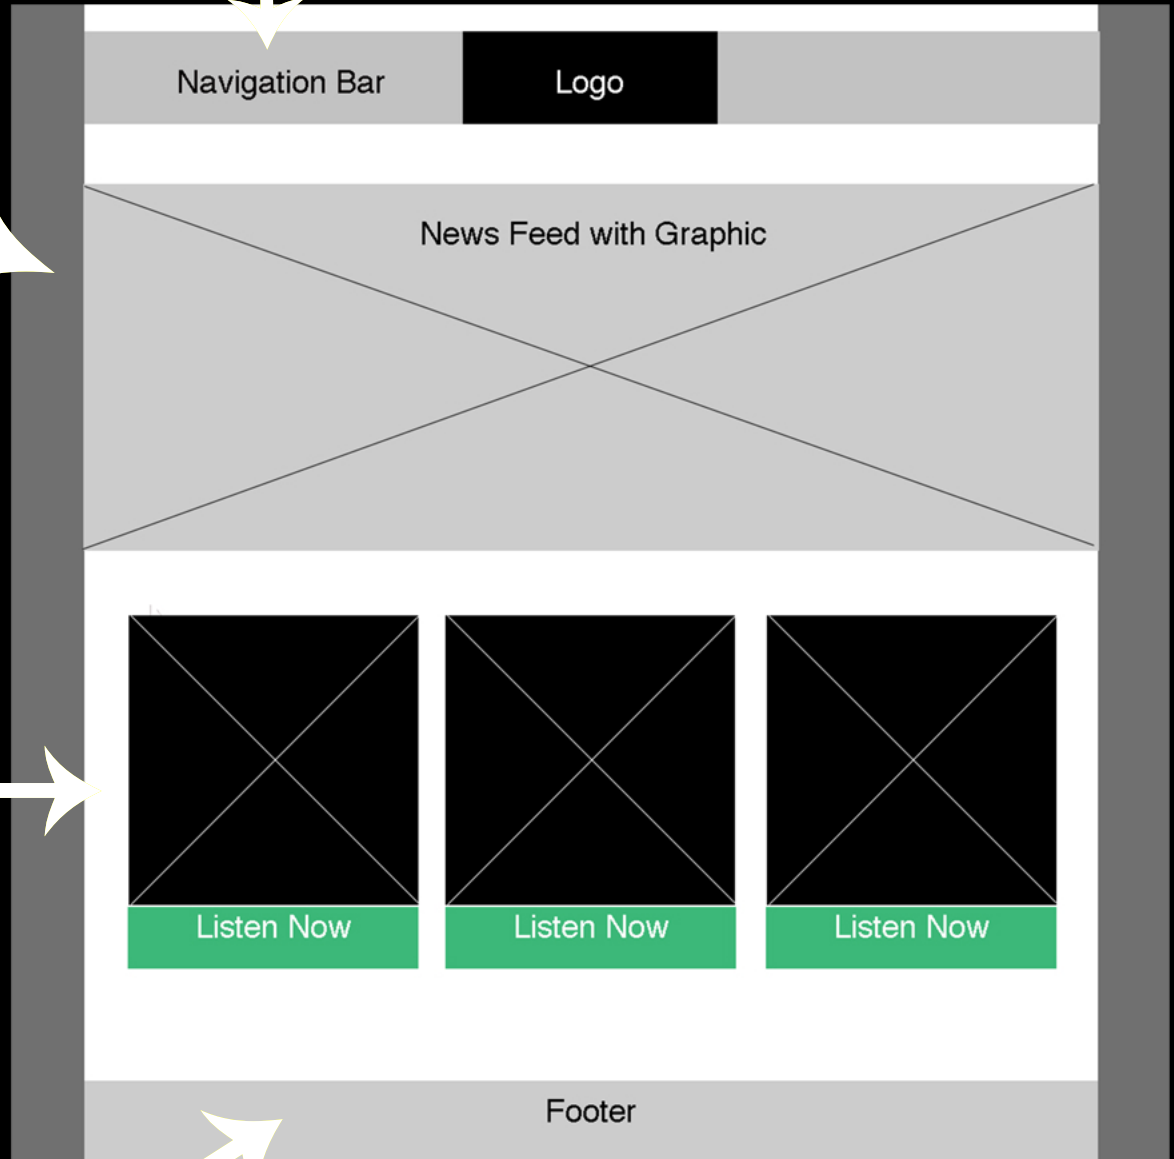 Navigation Bar
Logo
News Feed with Graphic
Listen Now
Listen Now
Listen Now
Footer